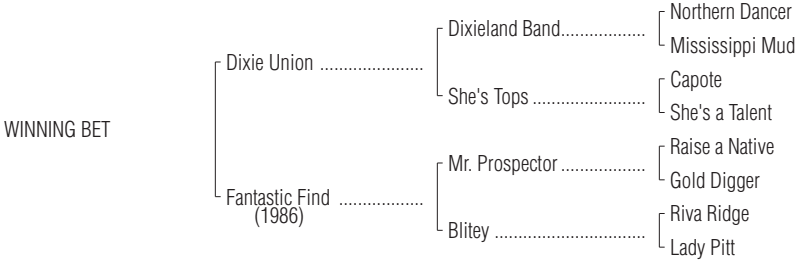 Northern Dancer
Dixieland Band....................
Mississippi Mud
Dixie Union ......................
Capote
She's Tops ........................
She's a Talent
WINNING BET
Raise a Native
Mr. Prospector ..................
Gold Digger
Fantastic Find ..................
(1986)
Riva Ridge
Blitey ................................
Lady Pitt